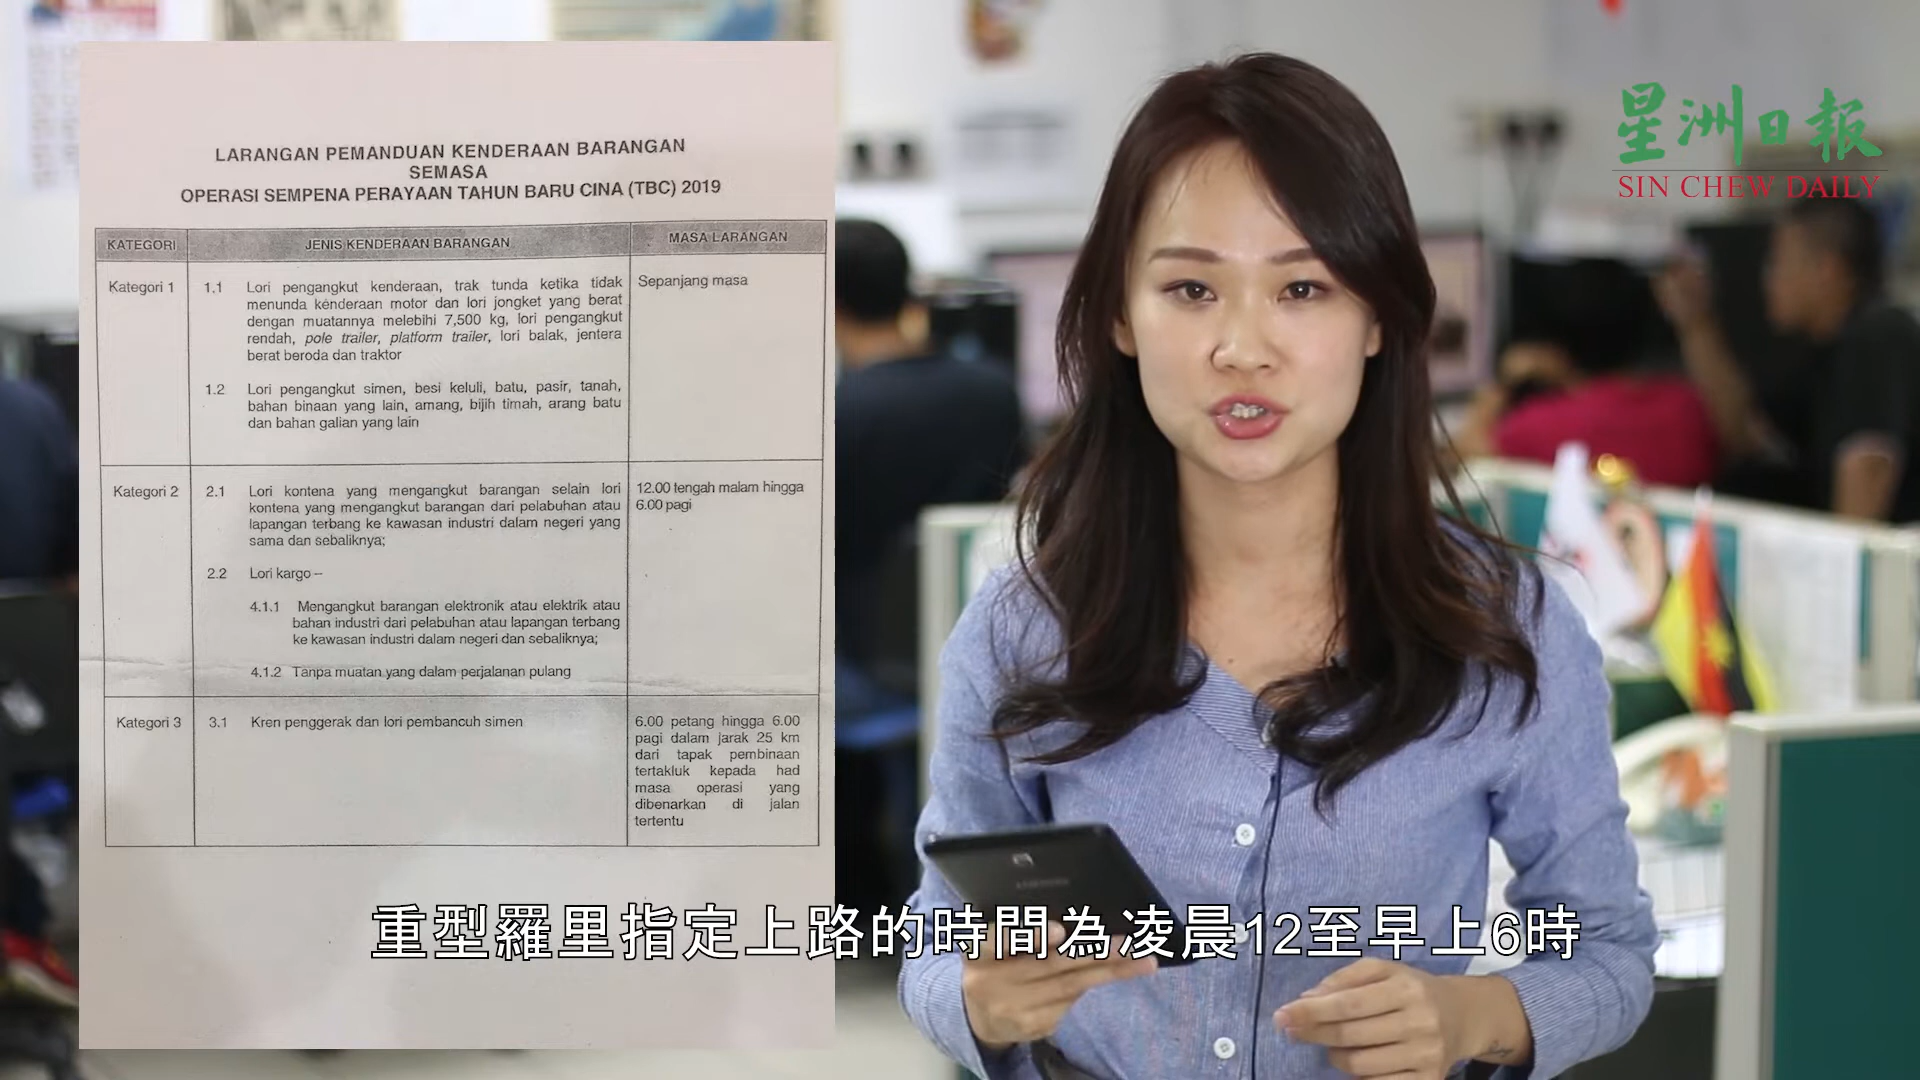 LARANGAN PEMANDUAN KENDERAAN BARANGAN
SEMASA
OPERASI SEMPENA PERAYAAN TAHUN BARU CINA (TBC) 2019
KATEGORI
JENIS KENDERAAN BARANGAN
MASA LARANGAN
Kategori 1
1.1 Lori pengangkut kenderaan, trak tunda ketika tidak
menunda kenderaan motor dan lori jongket yang berat
dengan muatannya melebihi 7,500 kg, lori pengangkut
rendah, pole trailer, platform trailer, lori balak, jentera
berat beroda dan traktor
1.2 Lori pengangkut simen, besi keluli, batu, pasir, tanah,
bahan binaan yang lain, amang, bijih timah, arang batu
dan bahan galian yang lain
Sepanjang masa
Kategori 2
2.1 Lori kontena yang mengangkut barangan selain lori
kontena yang mengangkut barangan dari pelabuhan atau
lapangan terbang ke kawasan industri dalam negeri yang
sama dan sebaliknya;
2.2 Lori kargo –
4.1.1 Mengangkut barangan elektronik atau elektrik atau
bahan industri dari pelabuhan atau lapangan terbang
ke kawasan industri dalam negeri dan sebaliknya;
4.1.2 Tanpa muatan yang dalam perjalanan pulang
12.00 tengah malam hingga
6.00 pagi
Kategori 3
3.1 Kren penggerak dan lori pembancuh simen
6.00 petang hingga 6.00
pagi dalam jarak 25 km
dari tapak pembinaan
tertakluk kepada had
masa operasi yang
dibenarkan di jalan
tertentu
星洲日报
SIN CHEW DAILY
重型羅里指定上路的時間為凌晨12至早上6時